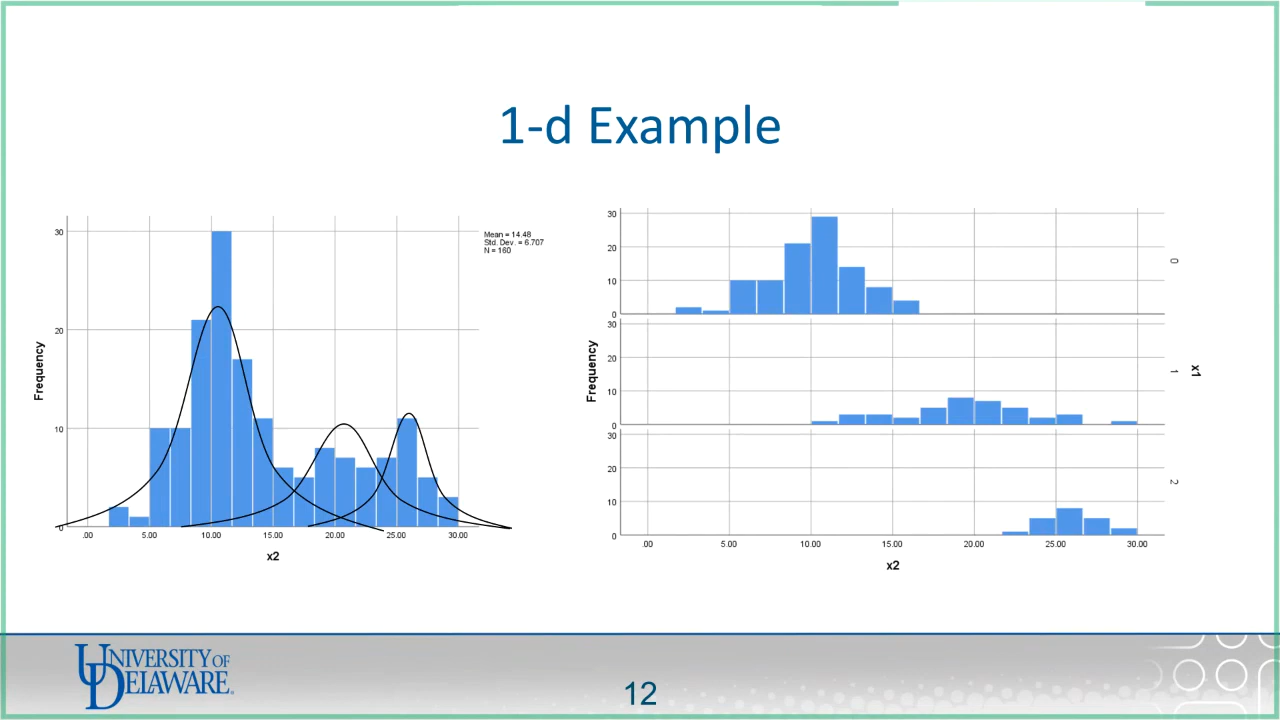 1-d Example
Mean = 14.48
Std. Dev. = 6.707
N = 160
30
20
10
0
Frequency
.00 5.00 10.00 15.00 20.00 25.00 30.00
x2
30
20
10
0
0
30
20
10
0
1
30
20
10
0
2
Frequency
x1
.00 5.00 10.00 15.00 20.00 25.00 30.00
x2
UNIVERSITY OF
DELAWARE.
12